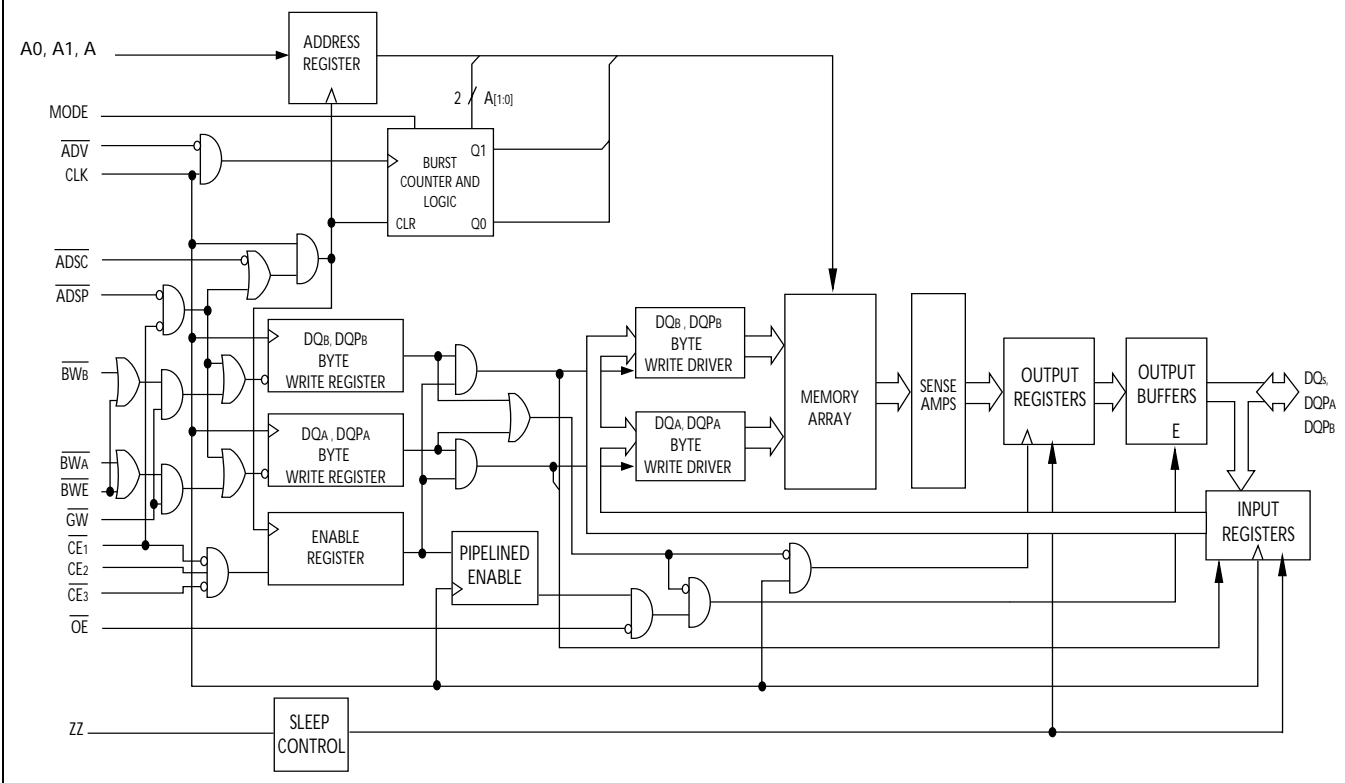 A0, A1, A
ADDRESS
REGISTER
MODE
2 A[1:0]
ADV
CLK
BURST
COUNTER AND
LOGIC
Q1
CLR
Q0
ADSC
ADSP
DQB, DQPB
BYTE
WRITE REGISTER
DQB, DQPB
BYTE
WRITE DRIVER
BWB
DQA, DQPA
BYTE
WRITE REGISTER
DQA, DQPA
BYTE
WRITE DRIVER
MEMORY
ARRAY
SENSE
AMPS
OUTPUT
REGISTERS
OUTPUT
BUFFERS
E
DQs,
DQPA
DQPB
BWA
BWE
GW
CE1
CE2
CE3
ENABLE
REGISTER
PIPELINED
ENABLE
INPUT
REGISTERS
OE
ZZ
SLEEP
CONTROL